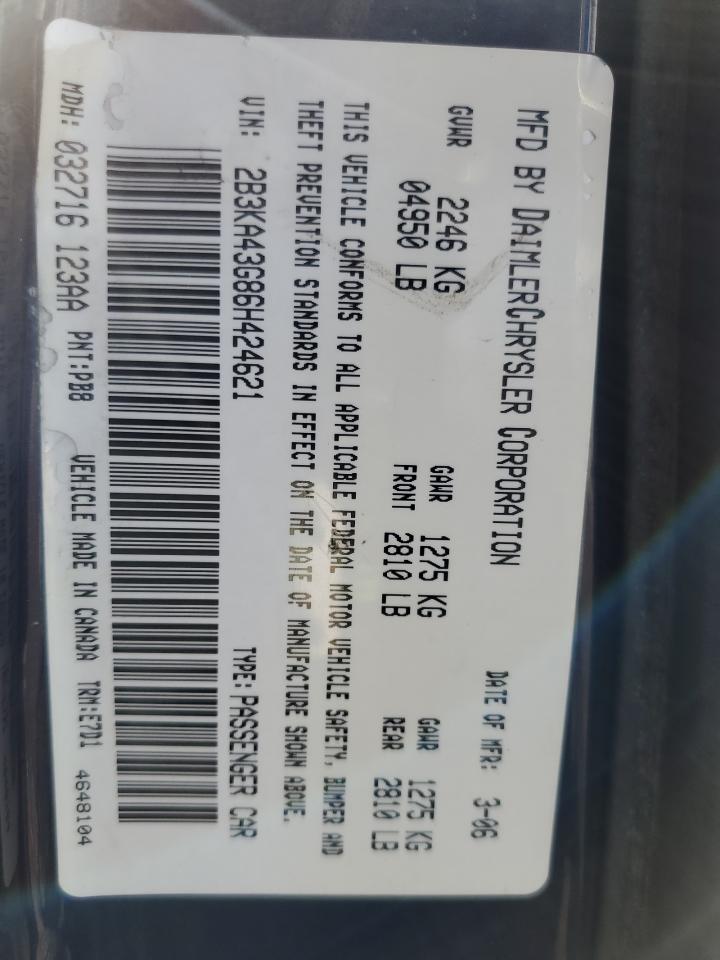 MFD BY DAIMLERCHRYSLER CORPORATION
DATE OF MFR: 3-06
GVWR 2246 KG
04950 LB
GAWR FRONT 1275 KG
2810 LB
GAWR REAR 1275 KG
2810 LB
THIS VEHICLE CONFORMS TO ALL APPLICABLE FEDERAL MOTOR VEHICLE SAFETY, BUMPER AND
THEFT PREVENTION STANDARDS IN EFFECT ON THE DATE OF MANUFACTURE SHOWN ABOVE.
VIN: 2B3KA43G86H424621 TYPE: PASSENGER CAR
MDH: 032716 123AA PNT:PB8 VEHICLE MADE IN CANADA TRM:E7D1 4648104